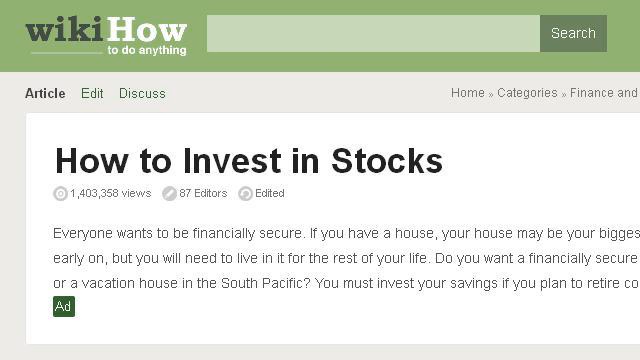 wikiHow
to do anything
Search
Article Edit Discuss
Home » Categories » Finance and
How to Invest in Stocks
1,403,358 views 87 Editors Edited
Everyone wants to be financially secure. If you have a house, your house may be your bigges
early on, but you will need to live in it for the rest of your life. Do you want a financially secure
or a vacation house in the South Pacific? You must invest your savings if you plan to retire co
Ad